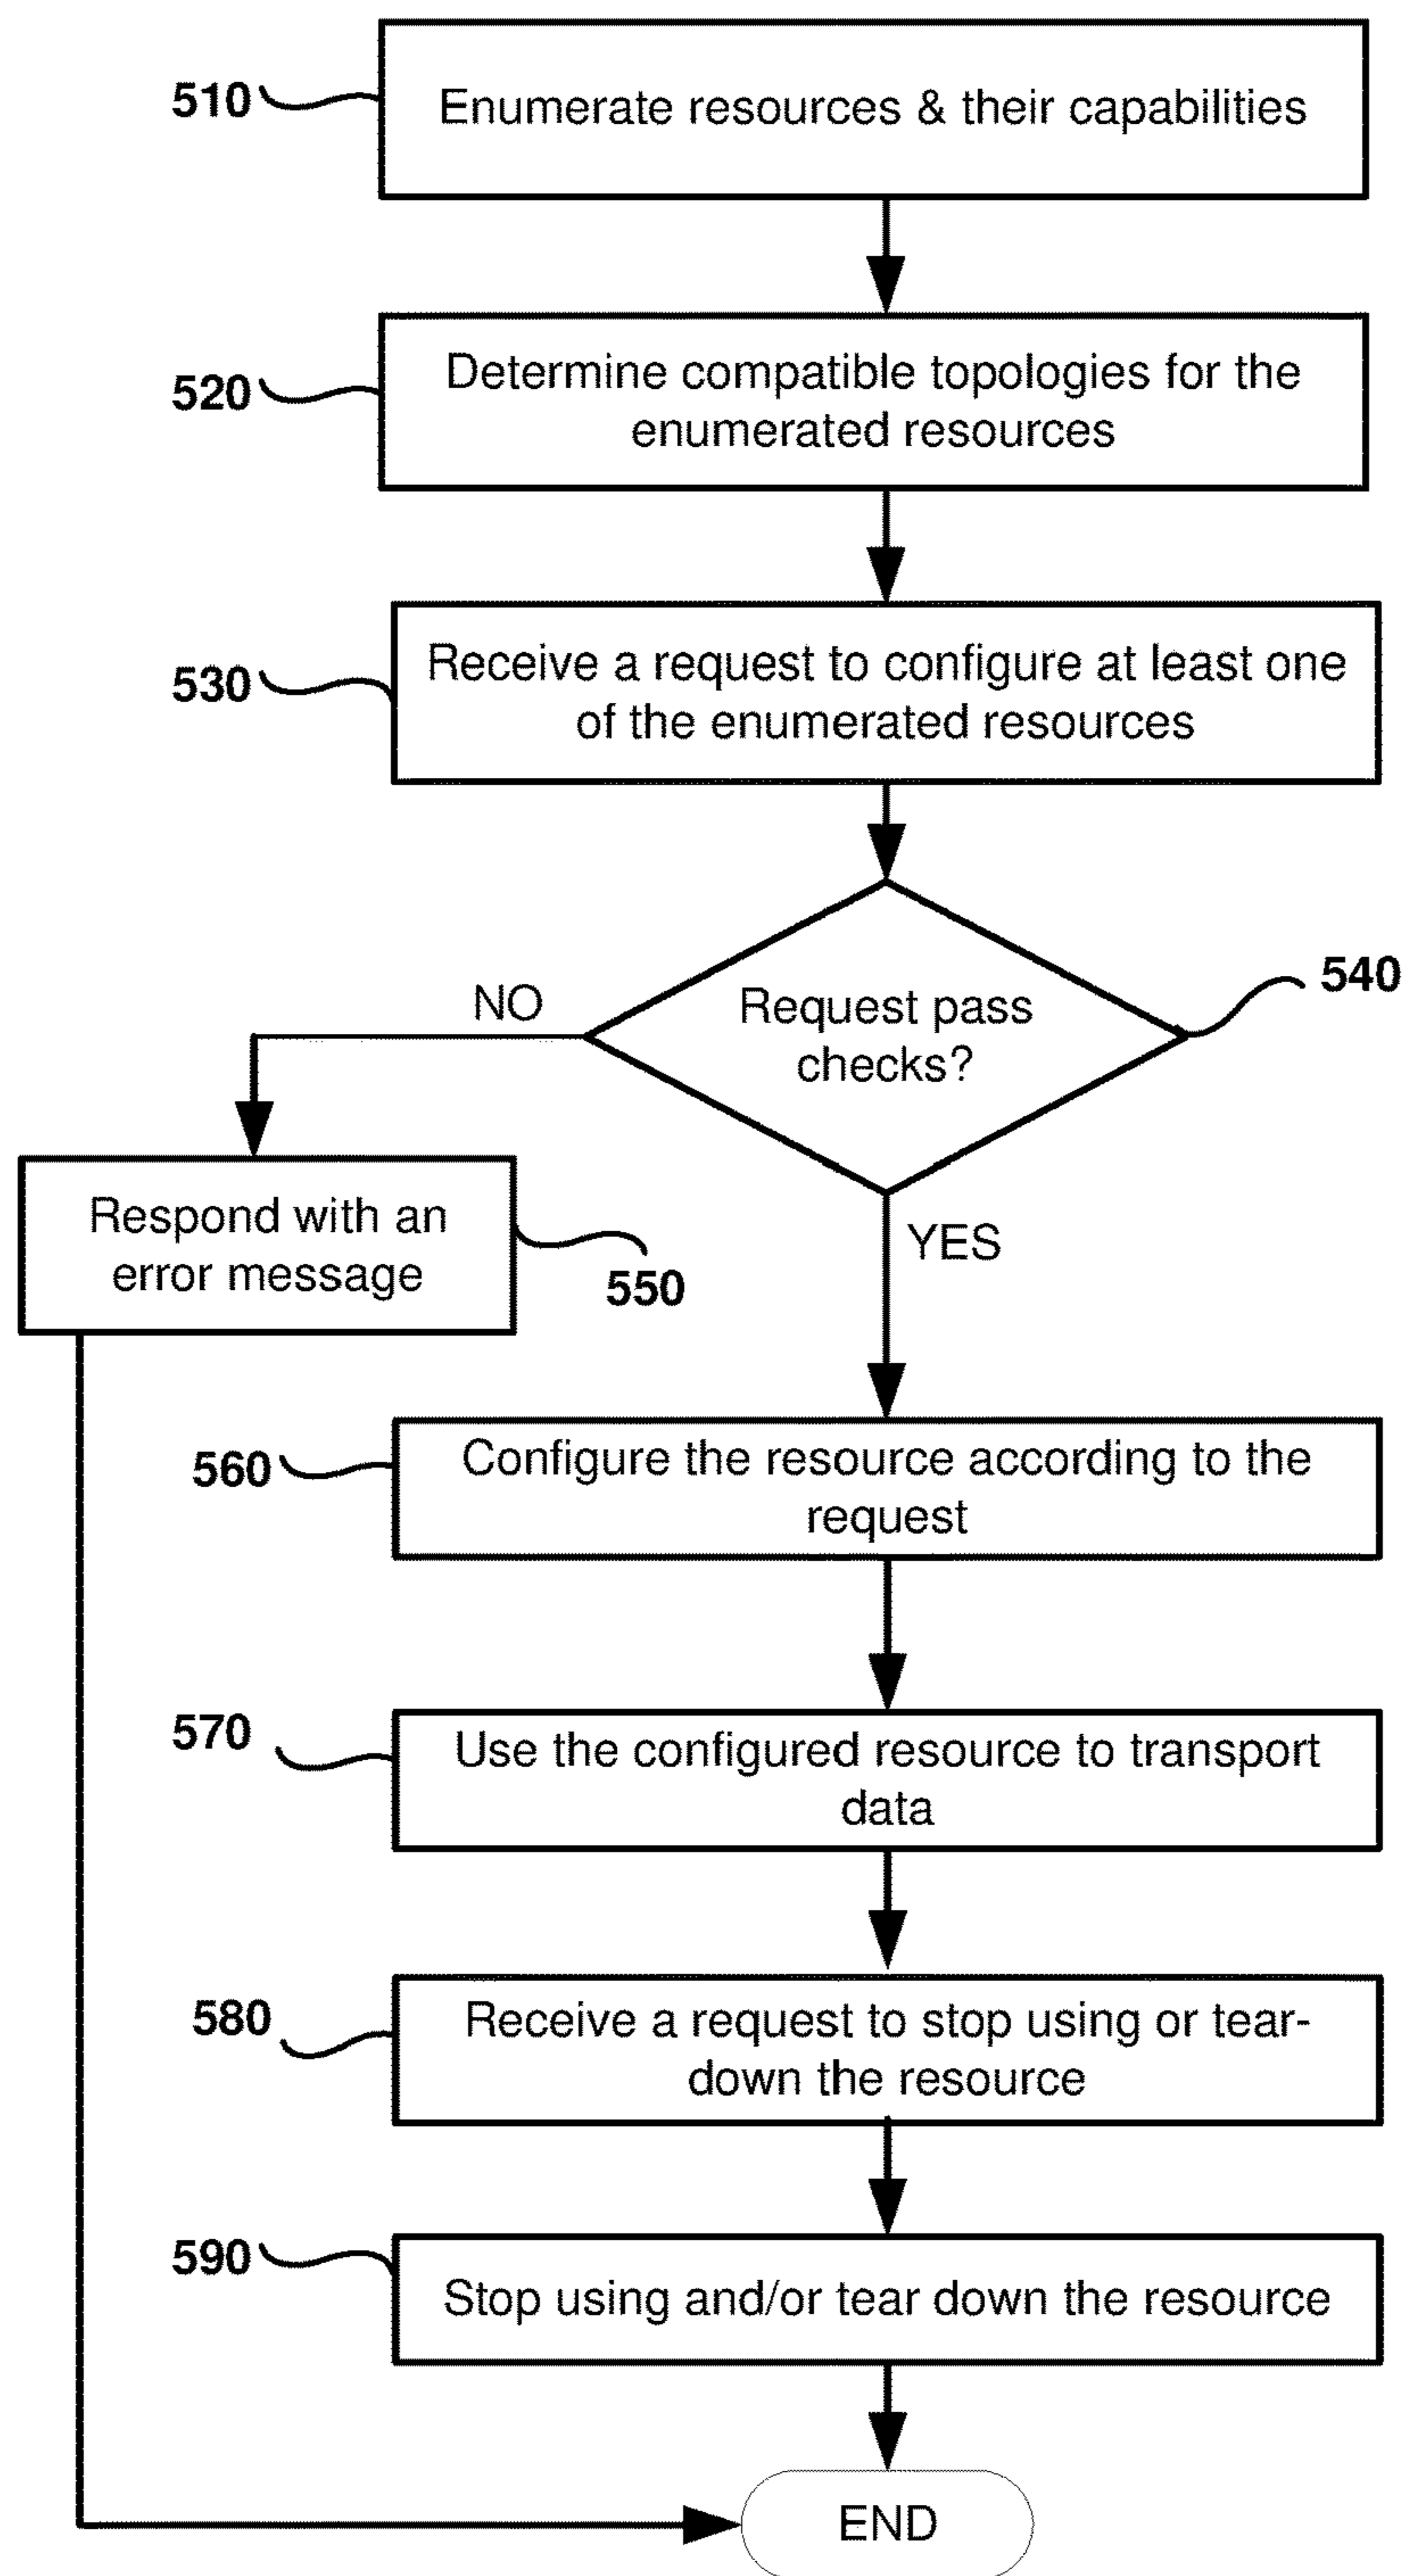 510
Enumerate resources & their capabilities
520
Determine compatible topologies for the
enumerated resources
530
Receive a request to configure at least one
of the enumerated resources
540
NO
Request pass
checks?
Respond with an
error message
550
YES
560
Configure the resource according to the
request
570
Use the configured resource to transport
data
580
Receive a request to stop using or tear-
down the resource
590
Stop using and/or tear down the resource
END